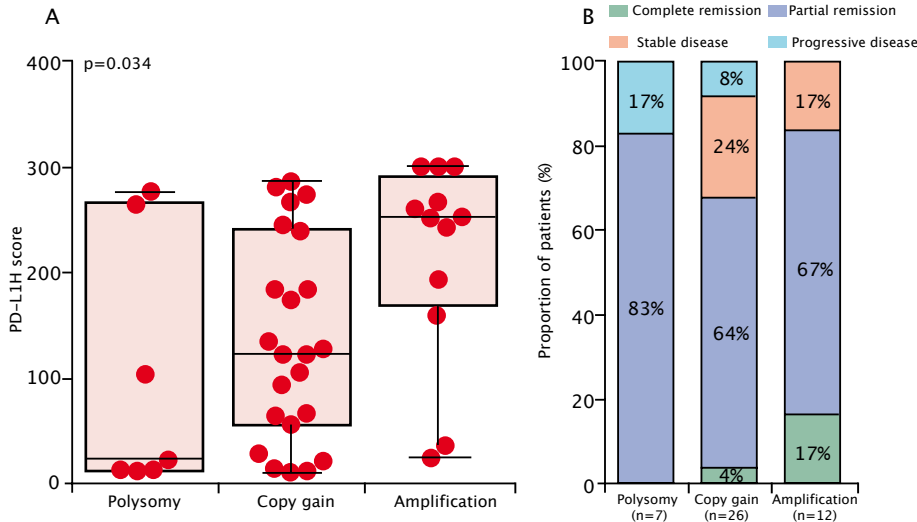 A
p=0.034
PD-L1H score
400
300
200
100
0
Polysomy
Copy gain
Amplification
B
Complete remission
Partial remission
Stable disease
Progressive disease
Proportion of patients (%)
100
80
60
40
20
0
17%
83%
8%
24%
64%
4%
17%
67%
17%
Polysomy
(n=7)
Copy gain
(n=26)
Amplification
(n=12)